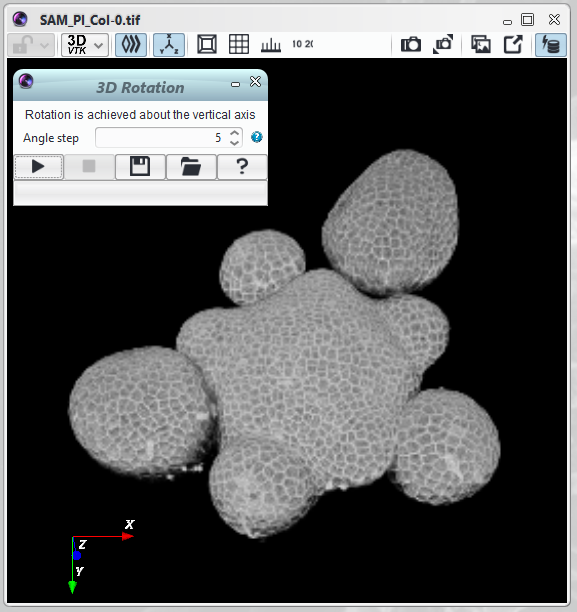 SAM_PI_Col-0.tif
3D
VTK
10 20
3D Rotation
Rotation is achieved about the vertical axis
Angle step 5
?
X
Z
Y